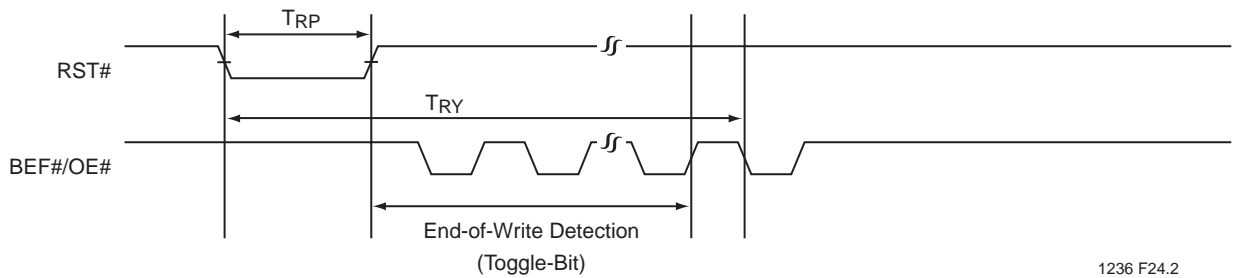 TRP
RST#
TRY
BEF#/OE#
End-of-Write Detection
(Toggle-Bit)
1236 F24.2